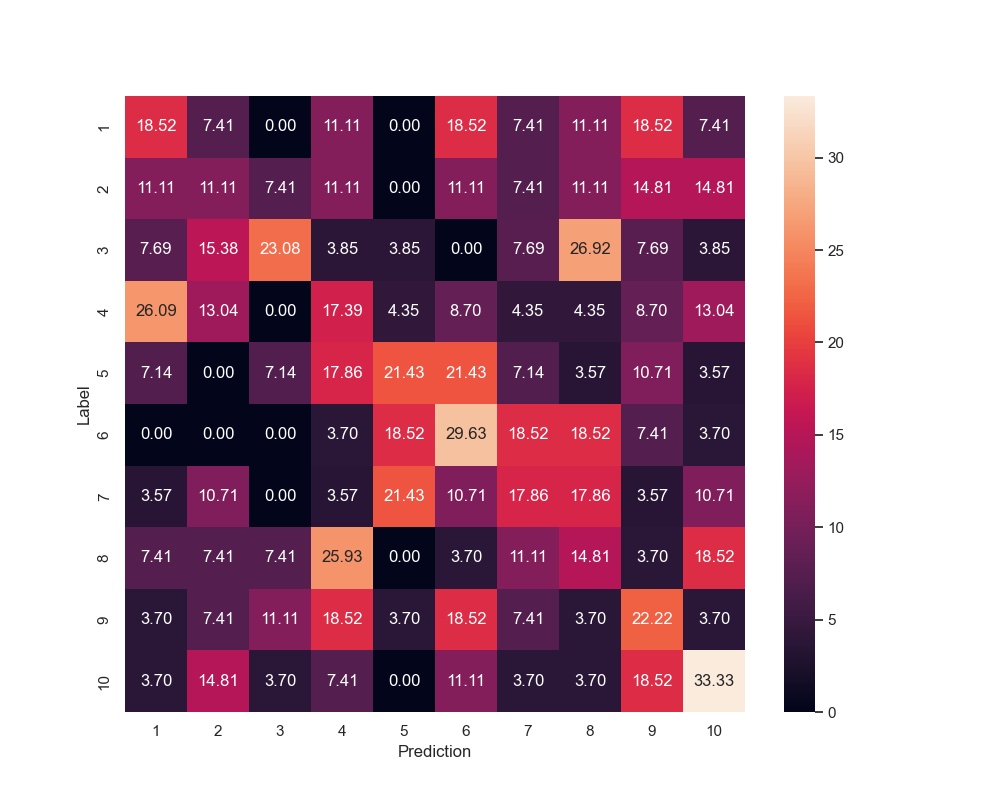 1 18.52 7.41 0.00 11.11 0.00 18.52 7.41 11.11 18.52 7.41
2 11.11 11.11 7.41 11.11 0.00 11.11 7.41 11.11 14.81 14.81
3 7.69 15.38 23.08 3.85 3.85 0.00 7.69 26.92 7.69 3.85
4 26.09 13.04 0.00 17.39 4.35 8.70 4.35 4.35 8.70 13.04
5 7.14 0.00 7.14 17.86 21.43 21.43 7.14 3.57 10.71 3.57
6 0.00 0.00 0.00 3.70 18.52 29.63 18.52 18.52 7.41 3.70
7 3.57 10.71 0.00 3.57 21.43 10.71 17.86 17.86 3.57 10.71
8 7.41 7.41 7.41 25.93 0.00 3.70 11.11 14.81 3.70 18.52
9 3.70 7.41 11.11 18.52 3.70 18.52 7.41 3.70 22.22 3.70
10 3.70 14.81 3.70 7.41 0.00 11.11 3.70 3.70 18.52 33.33
1 2 3 4 5 6 7 8 9 10
Prediction
Label
30
25
20
15
10
5
0